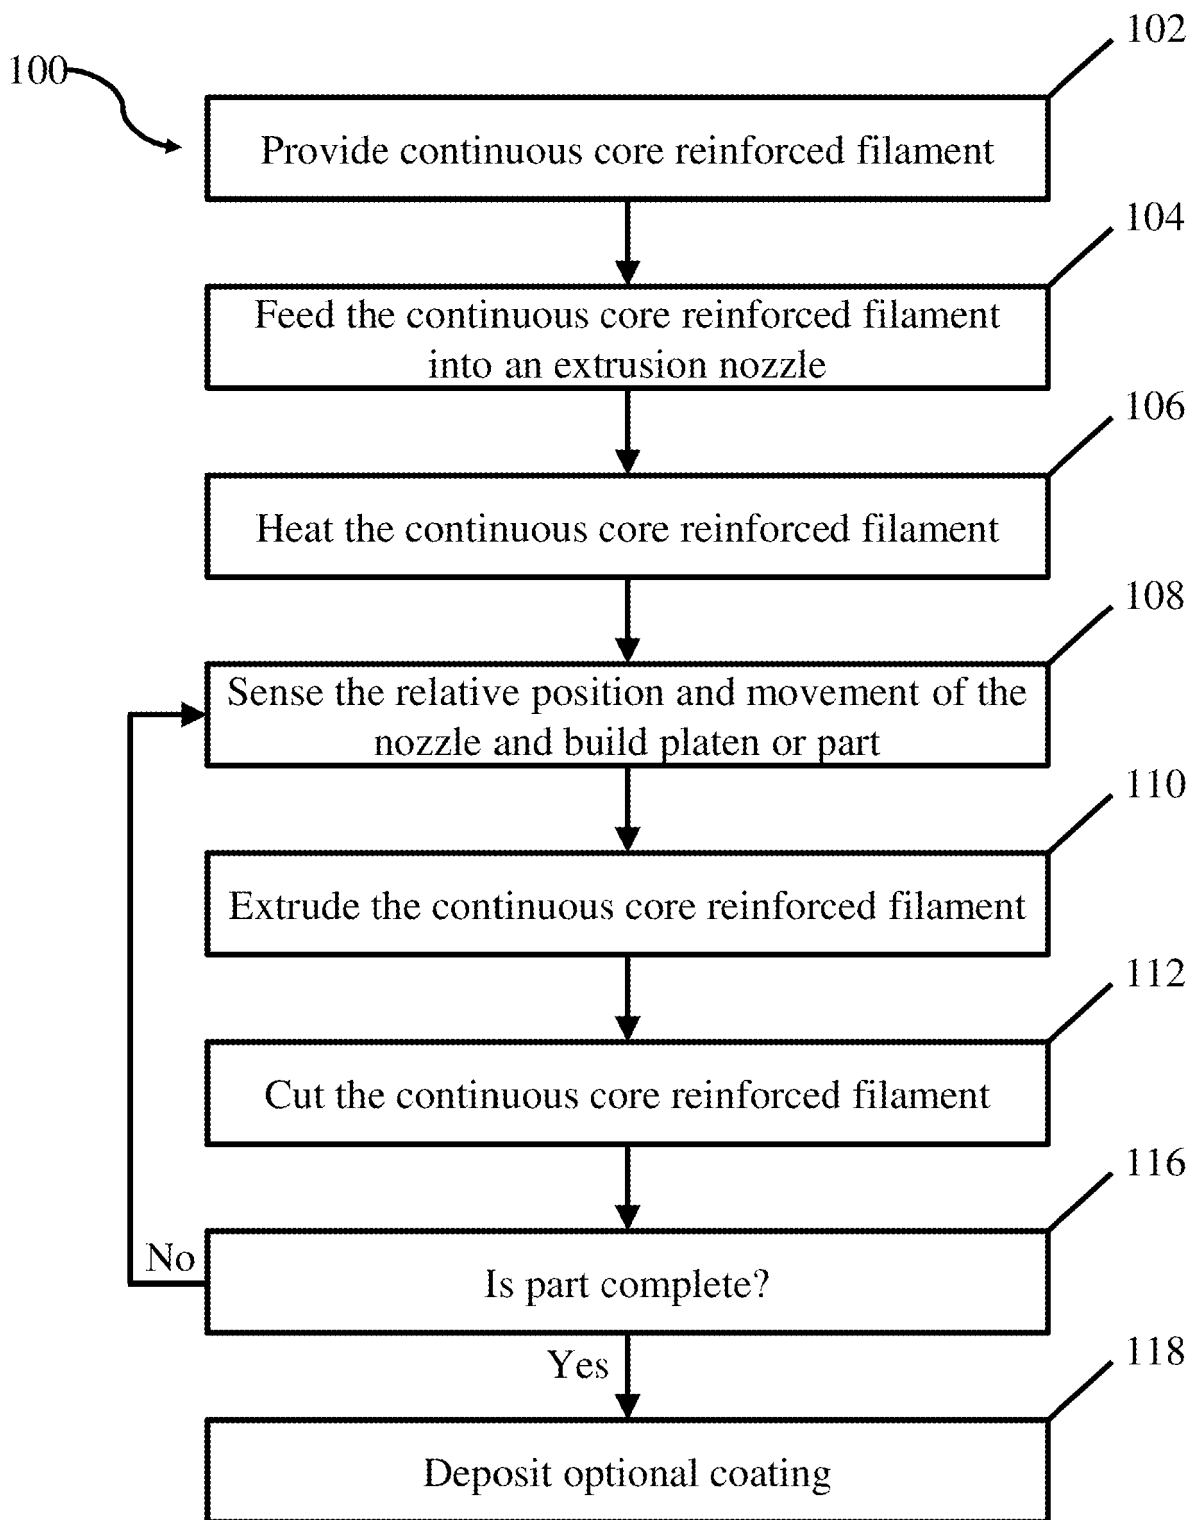 102
100
Provide continuous core reinforced filament
104
Feed the continuous core reinforced filament
into an extrusion nozzle
106
Heat the continuous core reinforced filament
108
Sense the relative position and movement of the
nozzle and build platen or part
110
Extrude the continuous core reinforced filament
112
Cut the continuous core reinforced filament
116
No
Is part complete?
Yes
118
Deposit optional coating